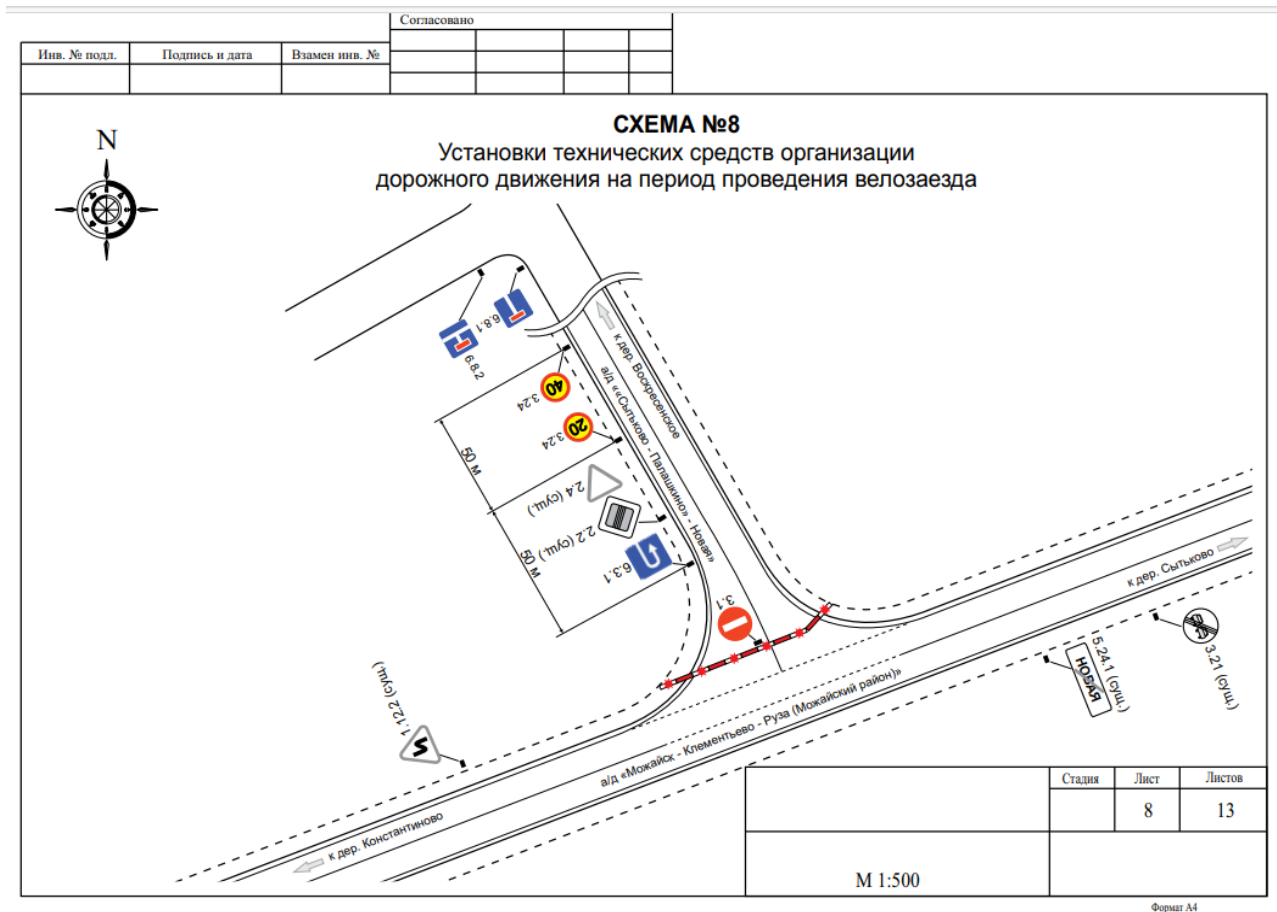 Согласовано
Инв. № подл.
Подпись и дата
Взамен инв. №
СХЕМА №8
Установки технических средств организации
дорожного движения на период проведения велозаезда
N
6.8.1
6.8.2
40
3.24
20
3.24
50 м
2.4 (сущ.)
2.2 (сущ.)
50 м
6.3.1
3.1
к дер. Воскресенское
а/д ««Сытьково - Палашкино» - Новая»
к дер. Сытьково
3.21 (сущ.)
НОВАЯ
5.24.1 (сущ.)
1.12.2 (сущ.)
а/д «Можайск - Клементьево - Руза (Можайский район)»
к дер. Константиново
Стадия
Лист
Листов
8
13
М 1:500
Формат А4